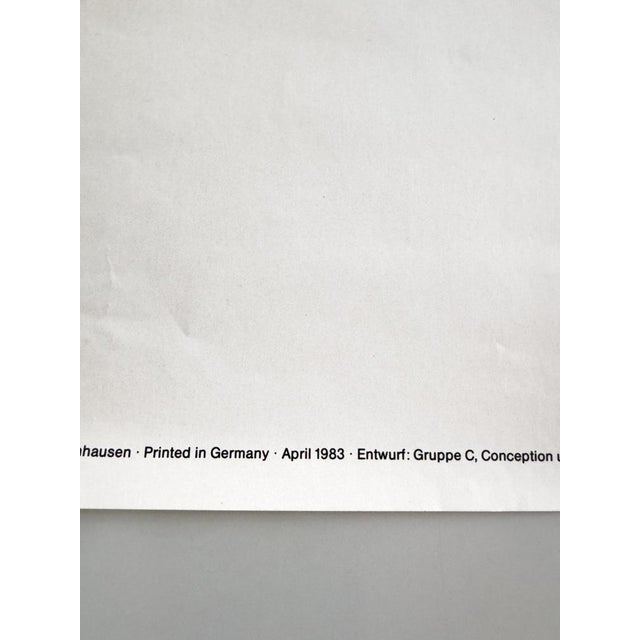 hausen · Printed in Germany · April 1983 · Entwurf: Gruppe C, Conception